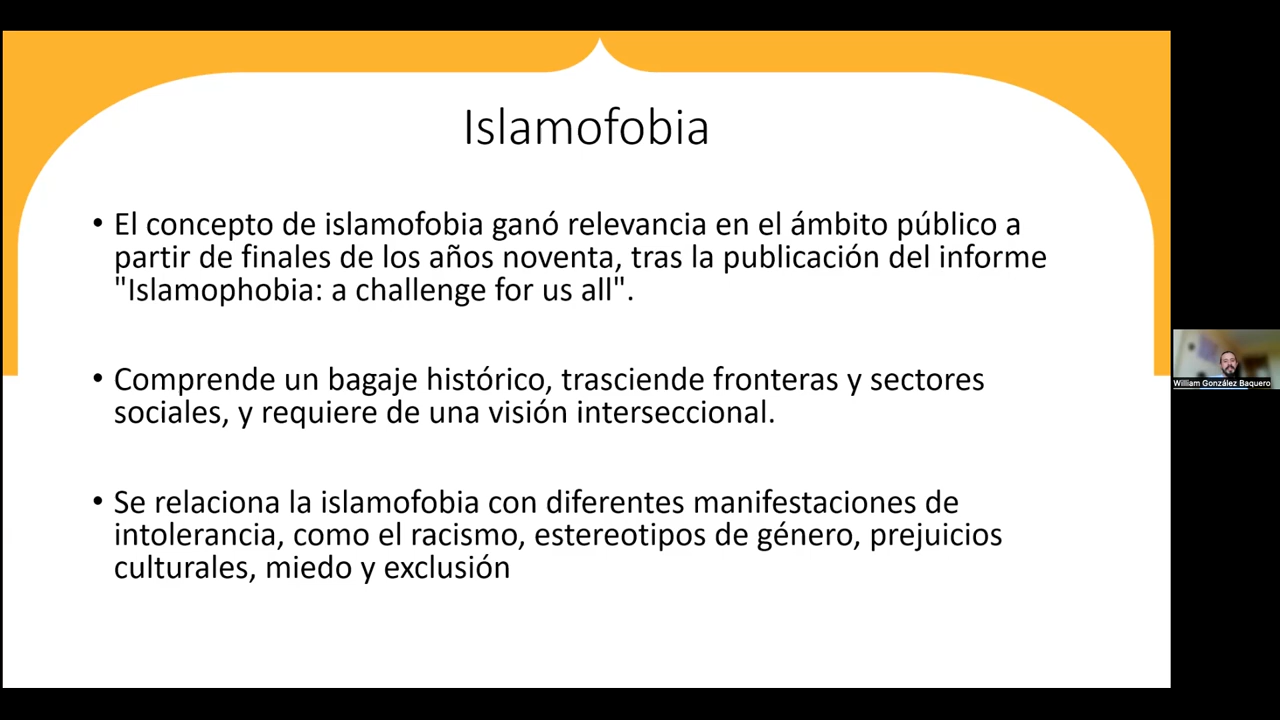 Islamofobia
• El concepto de islamofobia ganó relevancia en el ámbito público a
partir de finales de los años noventa, tras la publicación del informe
"Islamophobia: a challenge for us all".
• Comprende un bagaje histórico, trasciende fronteras y sectores
sociales, y requiere de una visión interseccional.
• Se relaciona la islamofobia con diferentes manifestaciones de
intolerancia, como el racismo, estereotipos de género, prejuicios
culturales, miedo y exclusión
William González Baquero